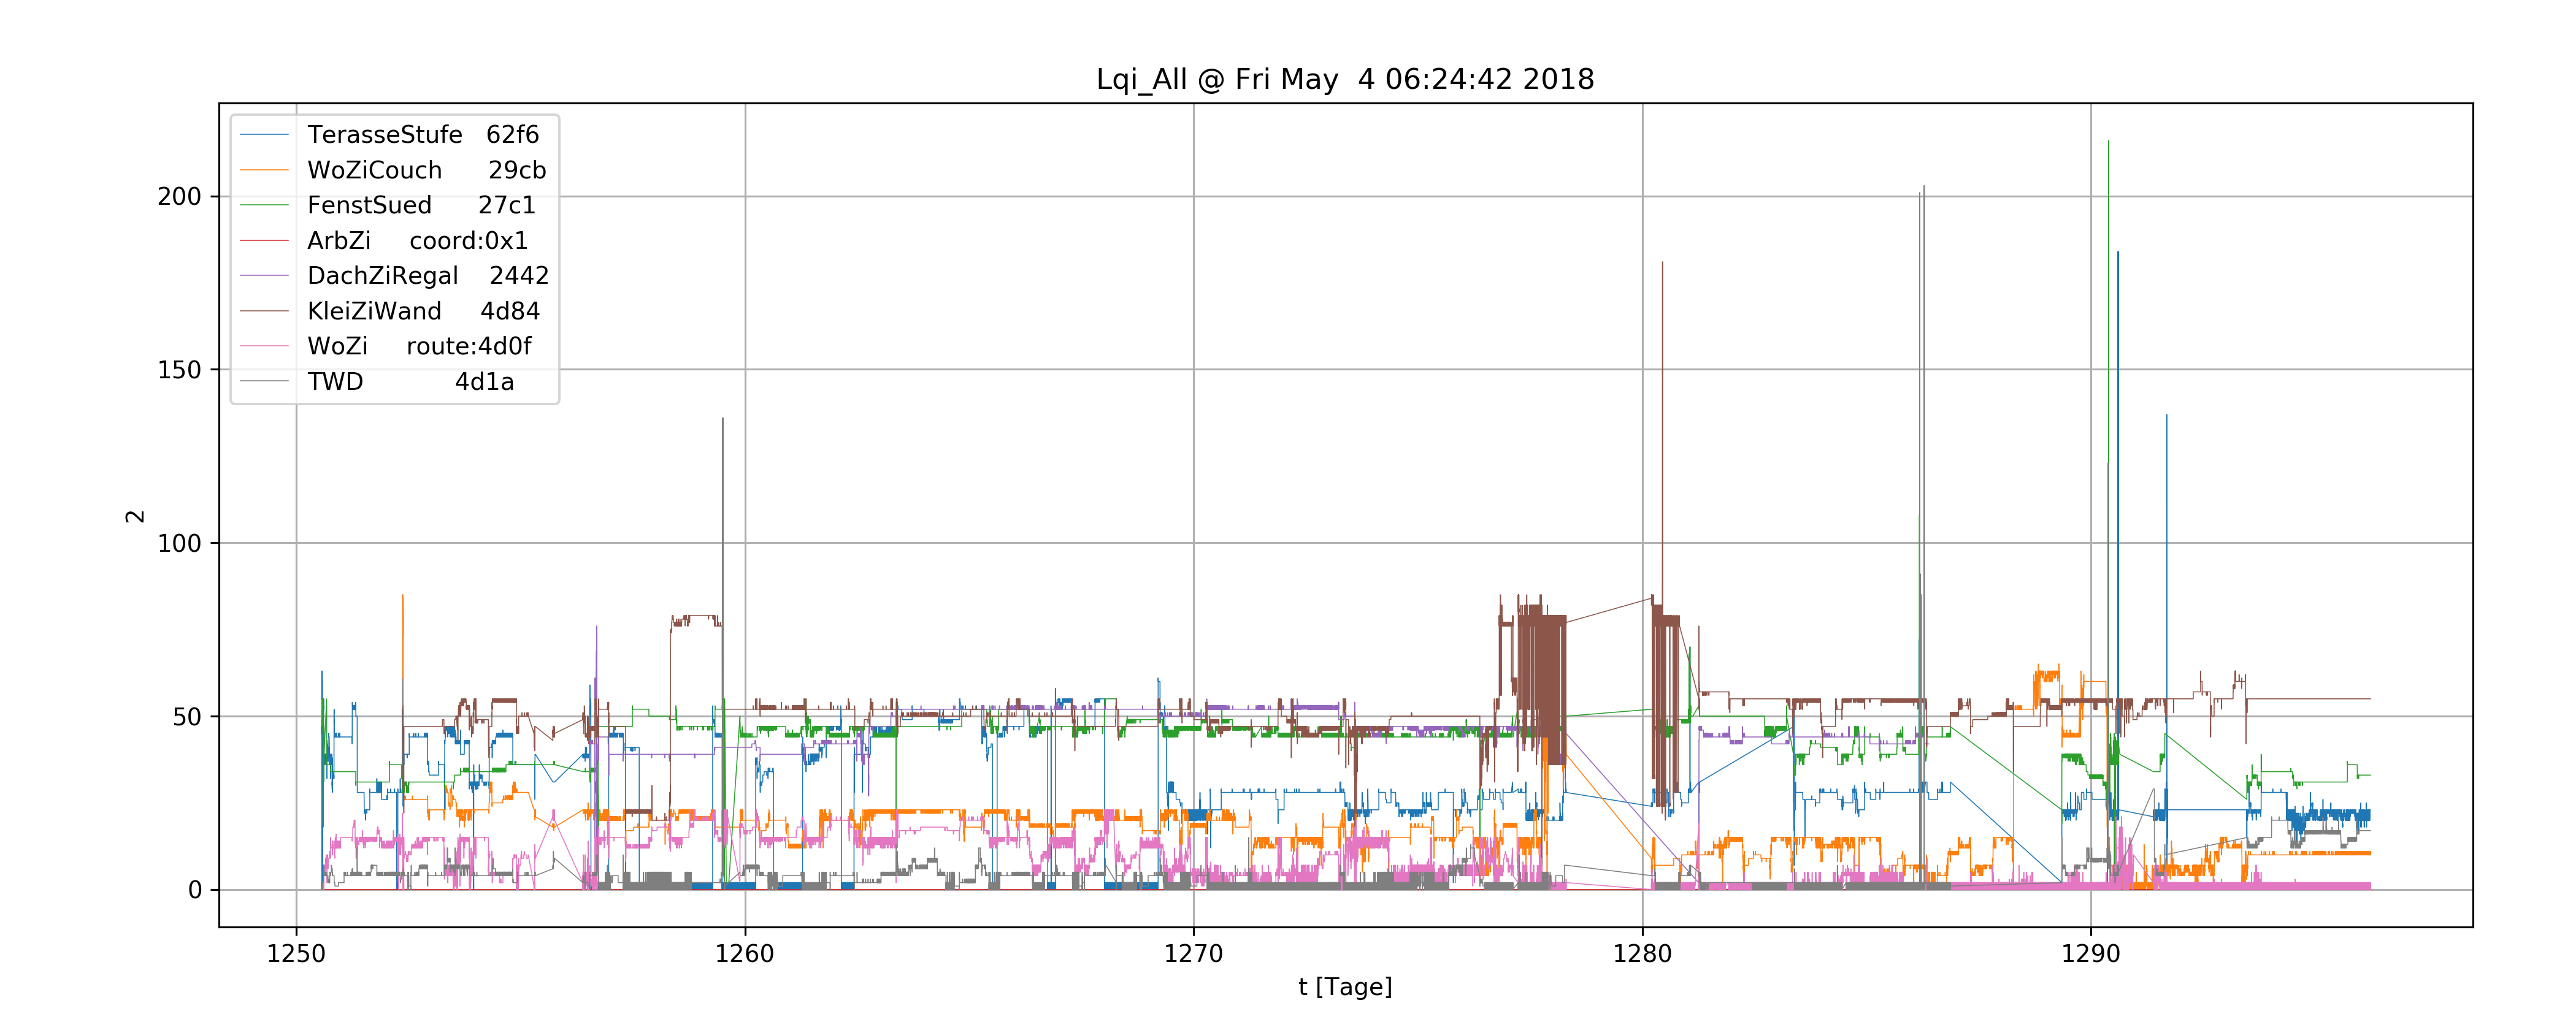 Lqi_All @ Fri May  4 06:24:42 2018
TerasseStufe   62f6
WoZiCouch      29cb
FenstSued      27c1
ArbZi     coord:0x1
DachZiRegal    2442
KleiZiWand     4d84
WoZi     route:4d0f
TWD            4d1a
200
150
100
50
0
2
1250 1260 1270 1280 1290
t [Tage]